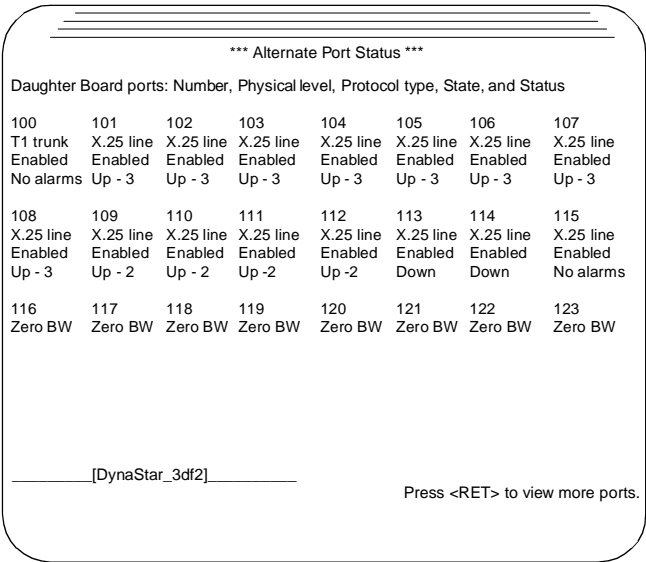 *** Alternate Port Status ***
Daughter Board ports: Number, Physical level, Protocol type, State, and Status
100 101 102 103 104 105 106 107
T1 trunk X.25 line X.25 line X.25 line X.25 line X.25 line X.25 line X.25 line
Enabled Enabled Enabled Enabled Enabled Enabled Enabled Enabled
No alarms Up - 3 Up - 3 Up - 3 Up - 3 Up - 3 Up - 3 Up - 3
108 109 110 111 112 113 114 115
X.25 line X.25 line X.25 line X.25 line X.25 line X.25 line X.25 line X.25 line
Enabled Enabled Enabled Enabled Enabled Enabled Enabled Enabled
Up - 3 Up - 2 Up - 2 Up -2 Up -2 Down Down No alarms
116 117 118 119 120 121 122 123
Zero BW Zero BW Zero BW Zero BW Zero BW Zero BW Zero BW Zero BW
_________[DynaStar_3df2]__________
Press <RET> to view more ports.